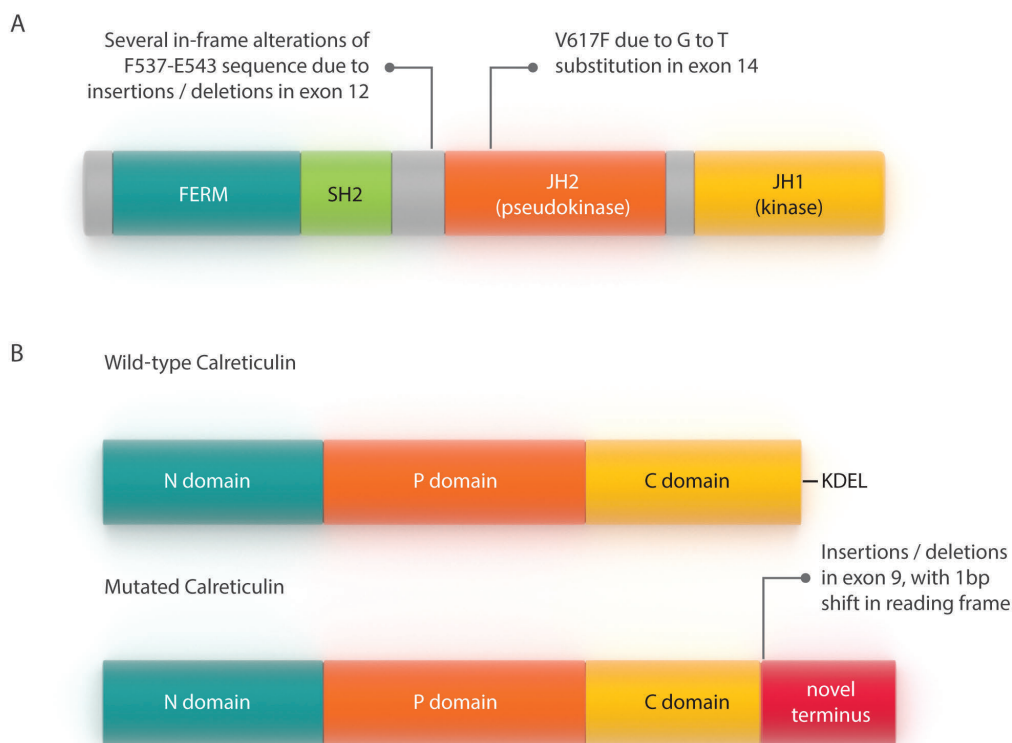 A
Several in-frame alterations of
F537-E543 sequence due to
insertions / deletions in exon 12
V617F due to G to T
substitution in exon 14
FERM
SH2
JH2
(pseudokinase)
JH1
(kinase)
B
Wild-type Calreticulin
N domain
P domain
C domain
KDEL
Mutated Calreticulin
Insertions / deletions
in exon 9, with 1bp
shift in reading frame
N domain
P domain
C domain
novel
terminus